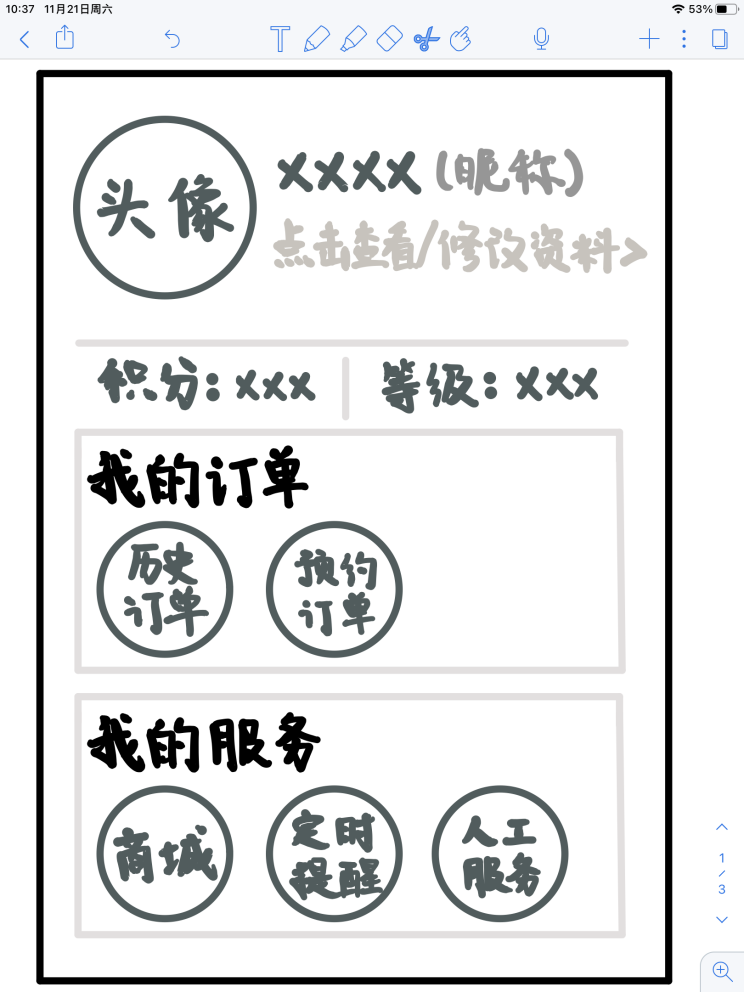 10:37 11月21日周六
53%
T
头像
xxxx (昵称)
点击查看/修改资料>
积分: xxx
等级: xxx
我的订单
历史
订单
预约
订单
我的服务
商城
定时
提醒
人工
服务
1
/
3